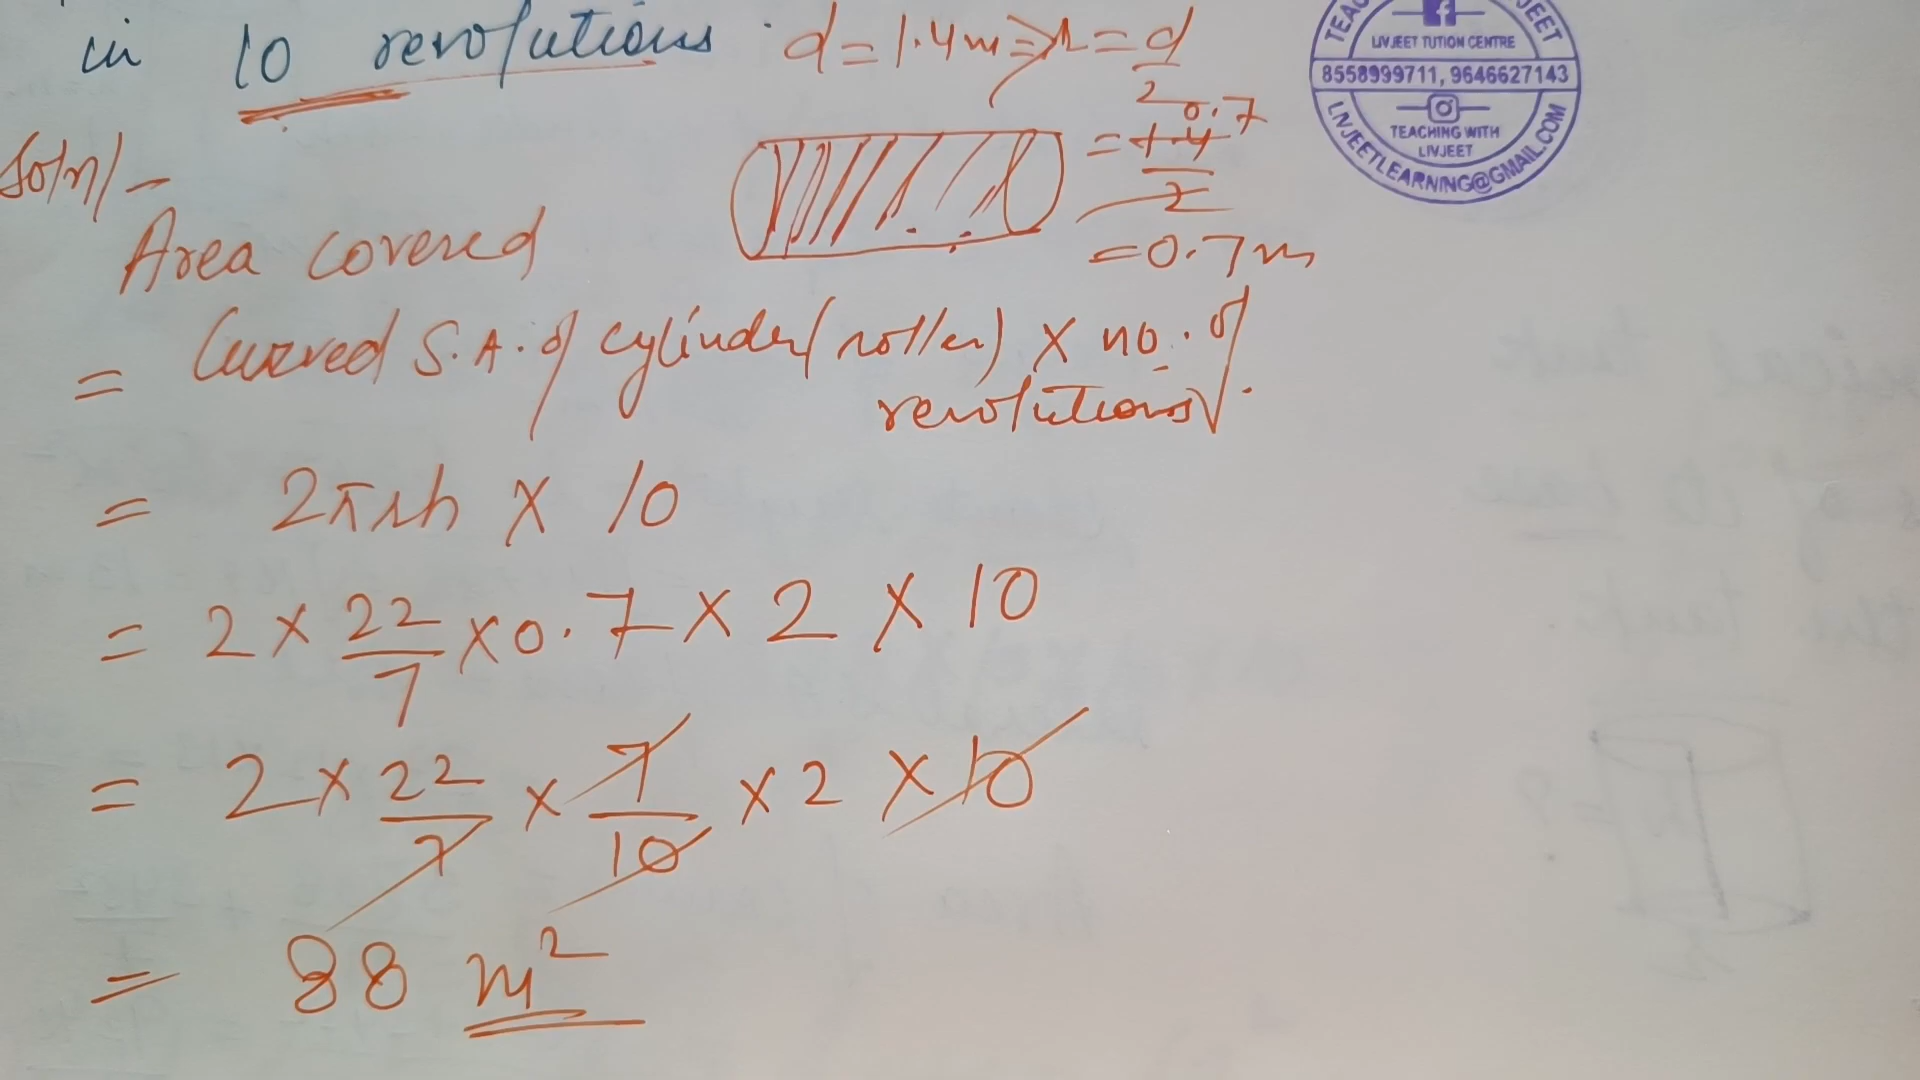 in 10 revolutions. d=1.4m⇒r=d/2
=1.4/2 0.7
=0.7m
Soln/-
Area covered
= Curved S.A. of cylinder (roller) × no. of
revolutions.
= 2πrh × 10
= 2 × 22/7 × 0.7 × 2 × 10
= 2 × 22/7 × 7/10 × 2 × 10
= 88 m²
LIVJEET TUTION CENTRE
8558999711, 9646627143
TEACHING WITH
LIVJEET
LIVJEETLEARNING@GMAIL.COM